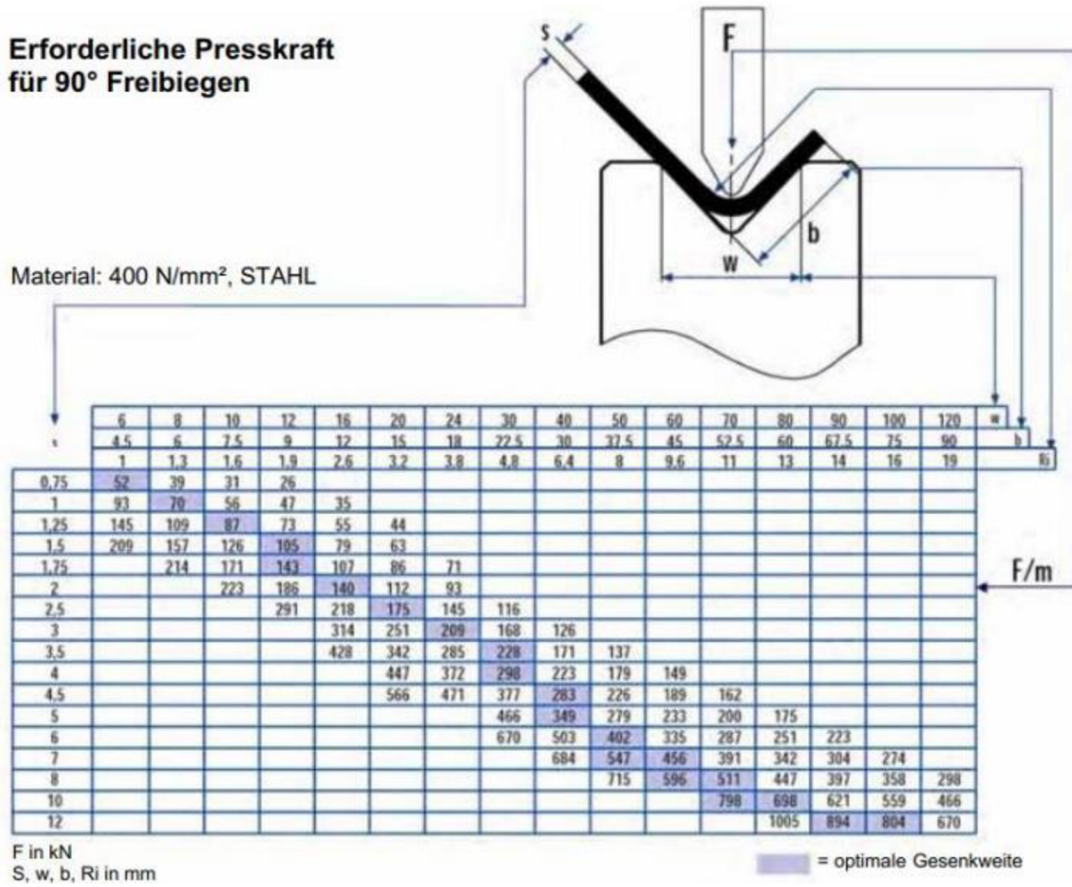 Erforderliche Presskraft
für 90° Freibiegen
s
F
b
w
Material: 400 N/mm², STAHL
6 8 10 12 16 20 24 30 40 50 60 70 80 90 100 120 w
s 4.5 6 7.5 9 12 15 18 22.5 30 37.5 45 52.5 60 67.5 75 90 b
1 1,3 1.6 1.9 2.6 3.2 3.8 4.8 6.4 8 9.6 11 13 14 16 19 Ri
0,75 52 39 31 26
1 93 70 56 47 35
1,25 145 109 87 73 55 44
1,5 209 157 126 105 79 63
1,75 214 171 143 107 86 71
2 223 186 140 112 93
2,5 291 218 175 145 116
3 314 251 209 168 126
3,5 428 342 285 228 171 137
4 447 372 298 223 179 149
4,5 566 471 377 283 226 189 162
5 466 349 279 233 200 175
6 670 503 402 335 287 251 223
7 684 547 456 391 342 304 274
8 715 596 511 447 397 358 298
10 798 698 621 559 466
12 1005 894 804 670
F/m
F in kN
S, w, b, Ri in mm
= optimale Gesenkweite